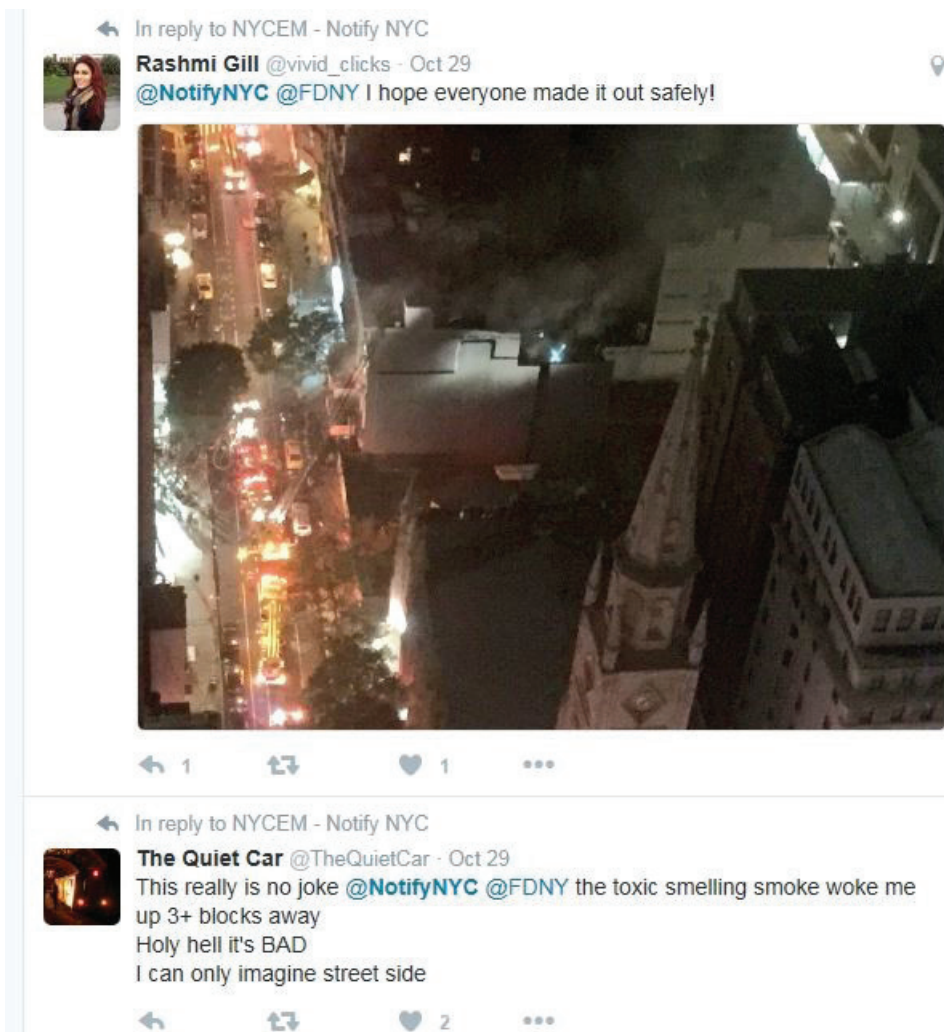 In reply to NYCEM - Notify NYC
Rashmi Gill @vivid_clicks · Oct 29
@NotifyNYC @FDNY I hope everyone made it out safely!
1 1
In reply to NYCEM - Notify NYC
The Quiet Car @TheQuietCar · Oct 29
This really is no joke @NotifyNYC @FDNY the toxic smelling smoke woke me
up 3+ blocks away
Holy hell it's BAD
I can only imagine street side
2